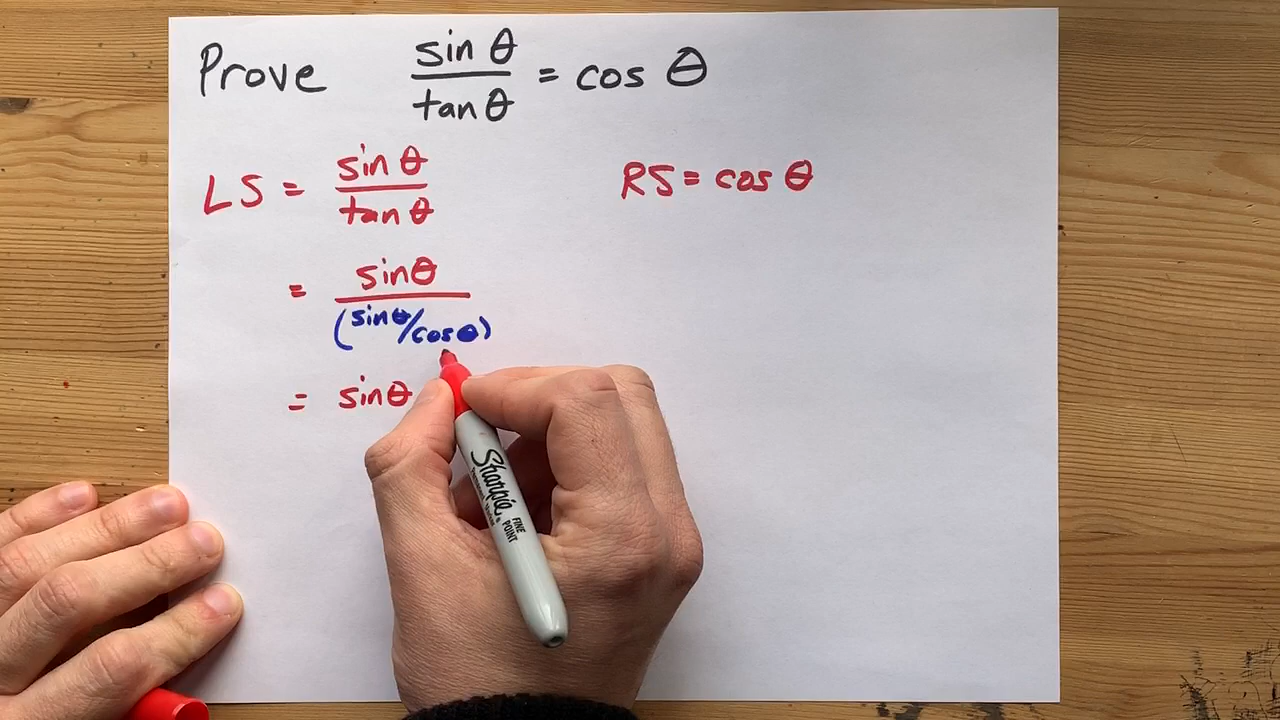 Prove sin θ / tan θ = cos θ
LS = sin θ / tan θ
RS = cos θ
= sinθ / (sinθ/cosθ)
= sinθ
Sharpie.
FINE POINT